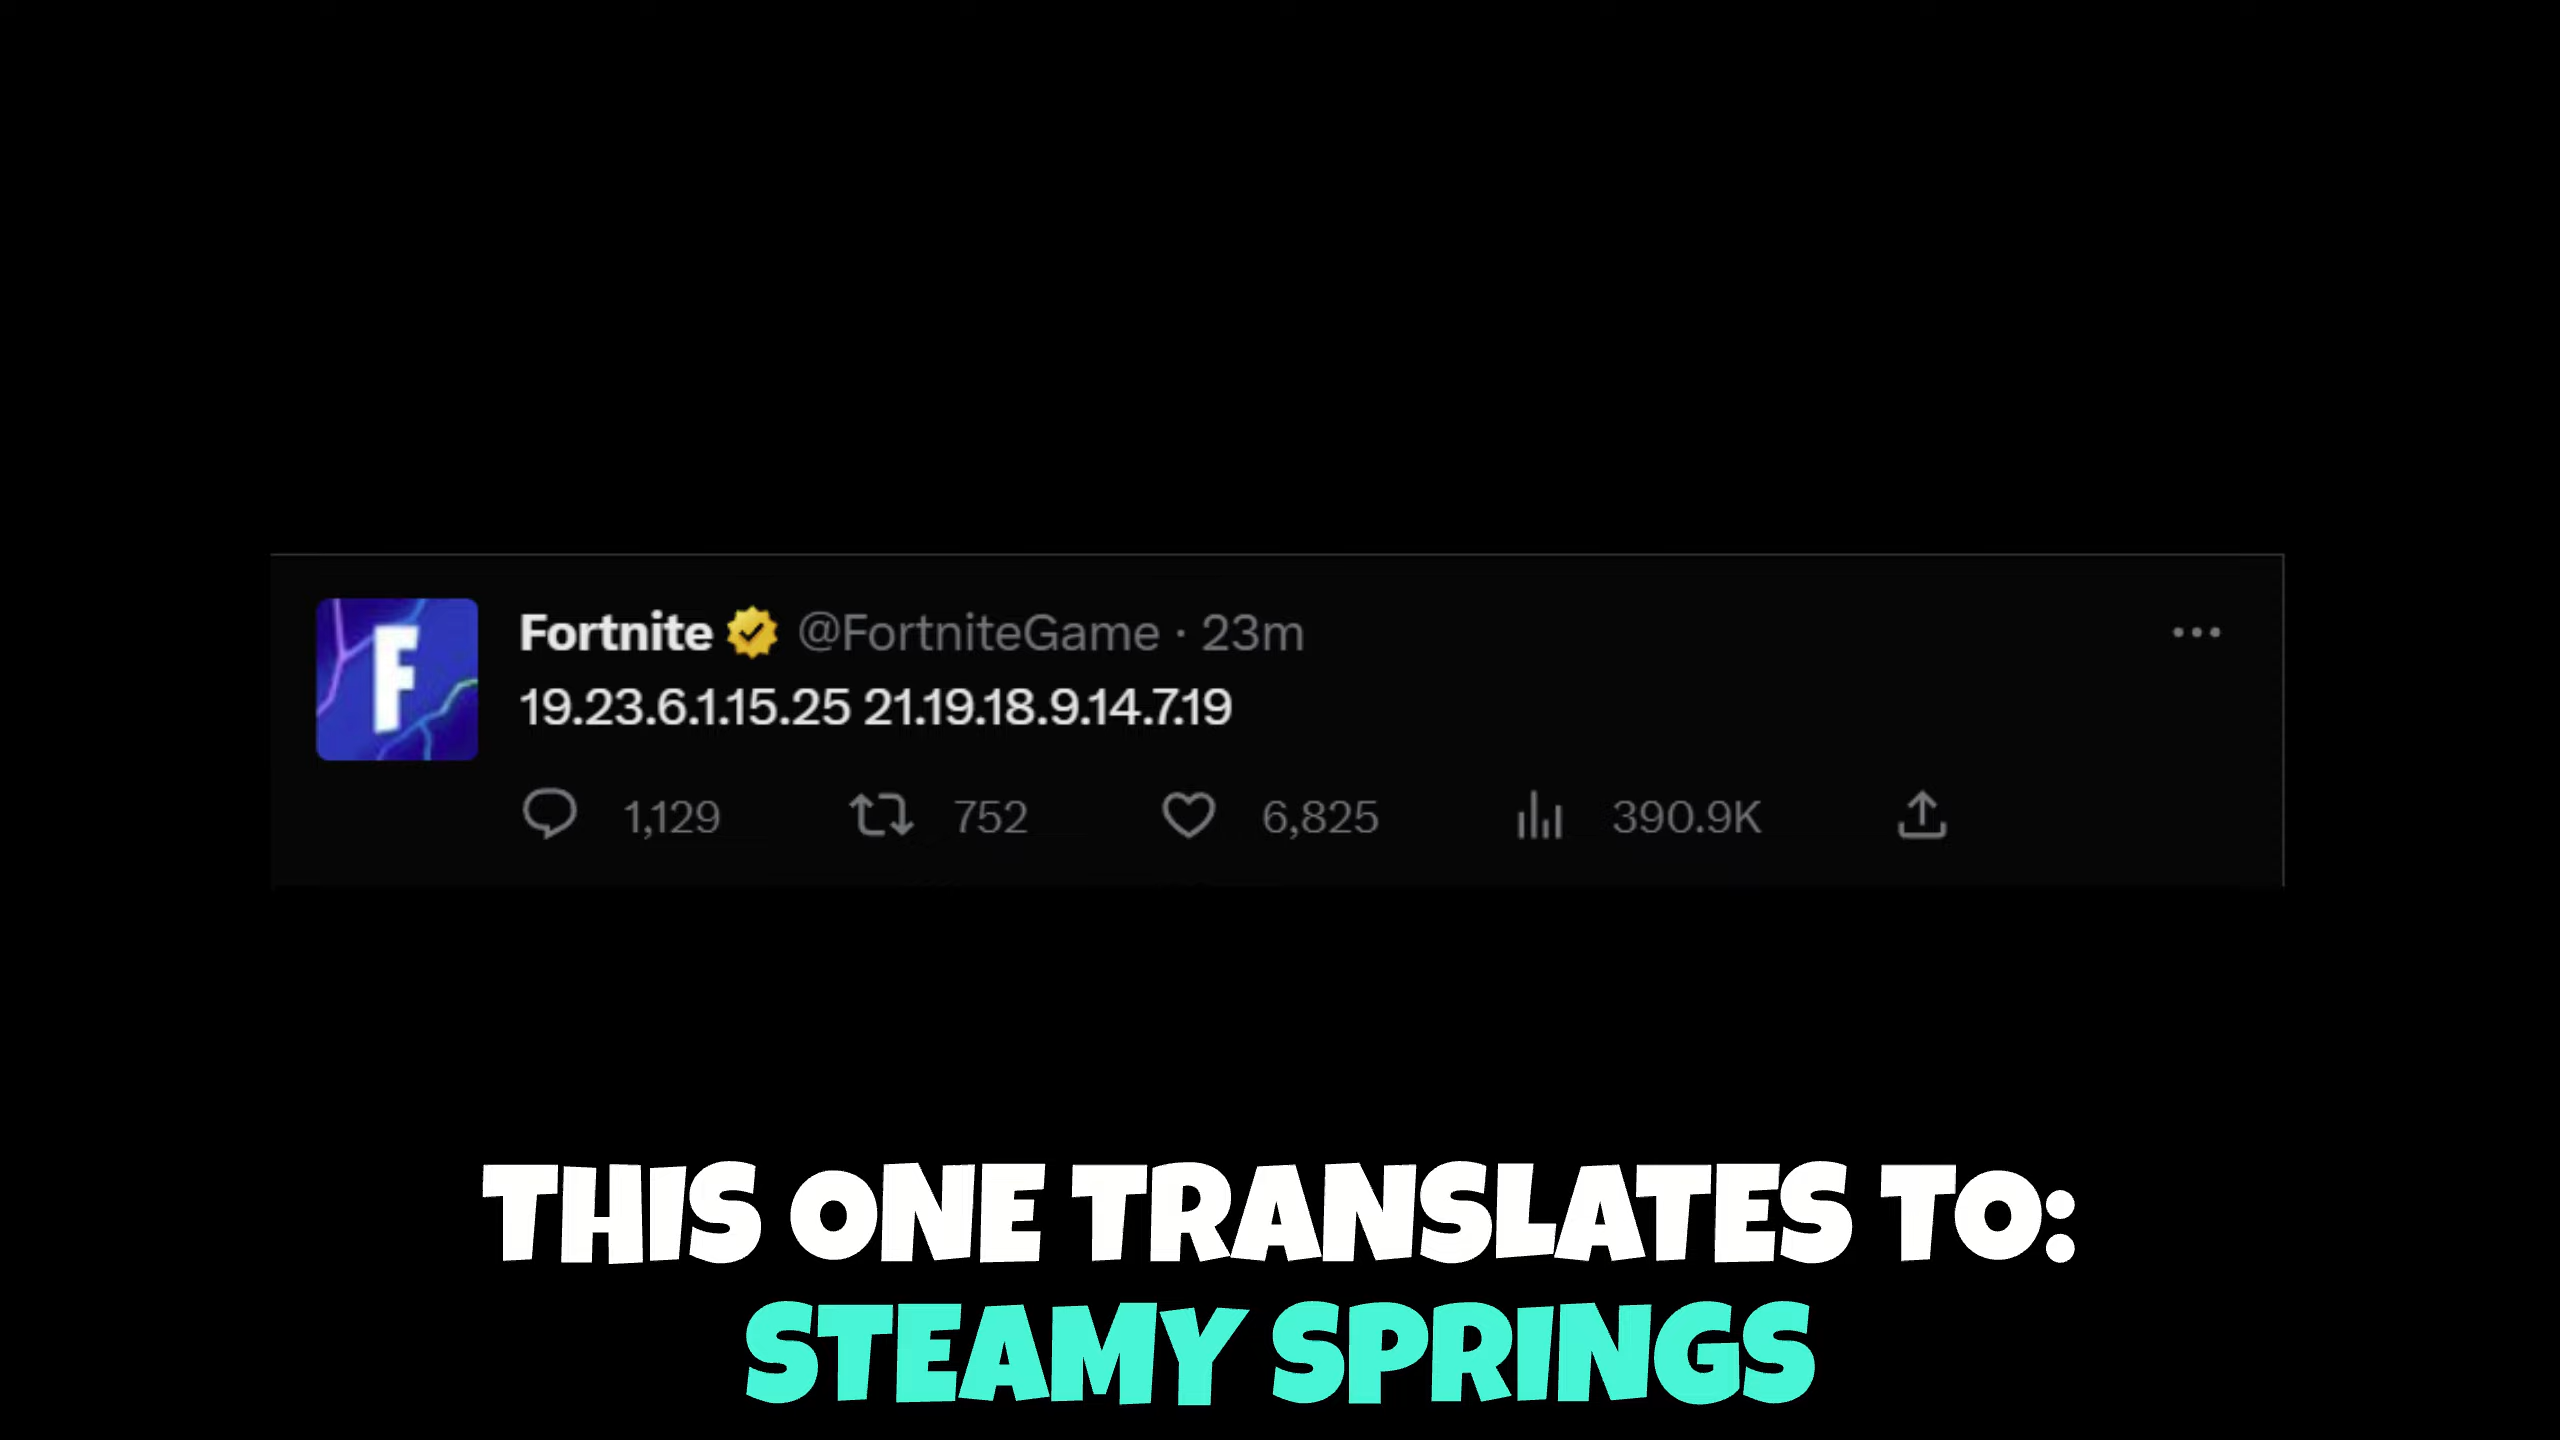 Fortnite @FortniteGame · 23m
19.23.6.1.15.25 21.19.18.9.14.7.19
1,129 752 6,825 390.9K
THIS ONE TRANSLATES TO:
STEAMY SPRINGS